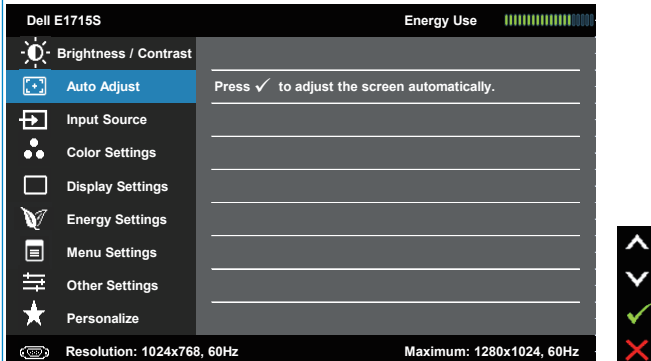 Dell E1715S Energy Use
Brightness / Contrast
Auto Adjust Press ✓ to adjust the screen automatically.
Input Source
Color Settings
Display Settings
Energy Settings
Menu Settings
Other Settings
Personalize
Resolution: 1024x768, 60Hz Maximum: 1280x1024, 60Hz